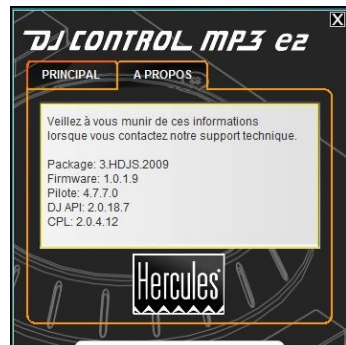 X
DJ CONTROL MP3 e2
PRINCIPAL A PROPOS
Veillez à vous munir de ces informations
lorsque vous contactez notre support technique.
Package: 3.HDJS.2009
Firmware: 1.0.1.9
Pilote: 4.7.7.0
DJ API: 2.0.18.7
CPL: 2.0.4.12
Hercules